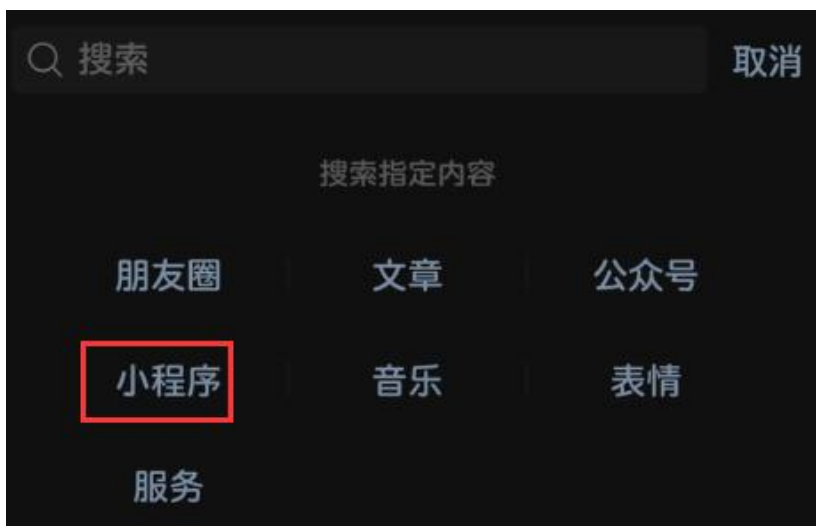 搜索 取消
搜索指定内容
朋友圈 文章 公众号
小程序 音乐 表情
服务